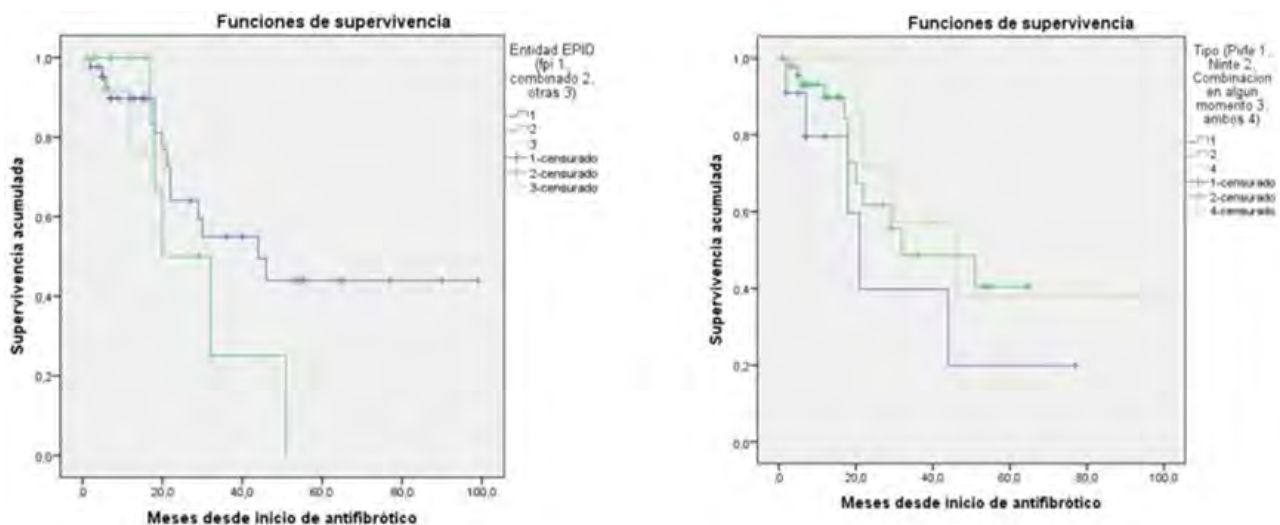 Funciones de supervivencia
Entidad EPID
(fpi 1,
combinado 2,
otras 3)
1
2
3
1-censurado
2-censurado
3-censurado
Supervivencia acumulada
1,0
0,8
0,6
0,4
0,2
0,0
0
20,0
40,0
60,0
80,0
100,0
Meses desde inicio de antifibrótico
Funciones de supervivencia
Tipo (Pirfe 1,
Ninte 2,
Combinacion
en algun
momento 3,
ambos 4)
1
2
4
1-censurado
2-censurado
4-censurado
Supervivencia acumulada
1,0
0,8
0,6
0,4
0,2
0,0
0
20,0
40,0
60,0
80,0
100,0
Meses desde inicio de antifibrótico